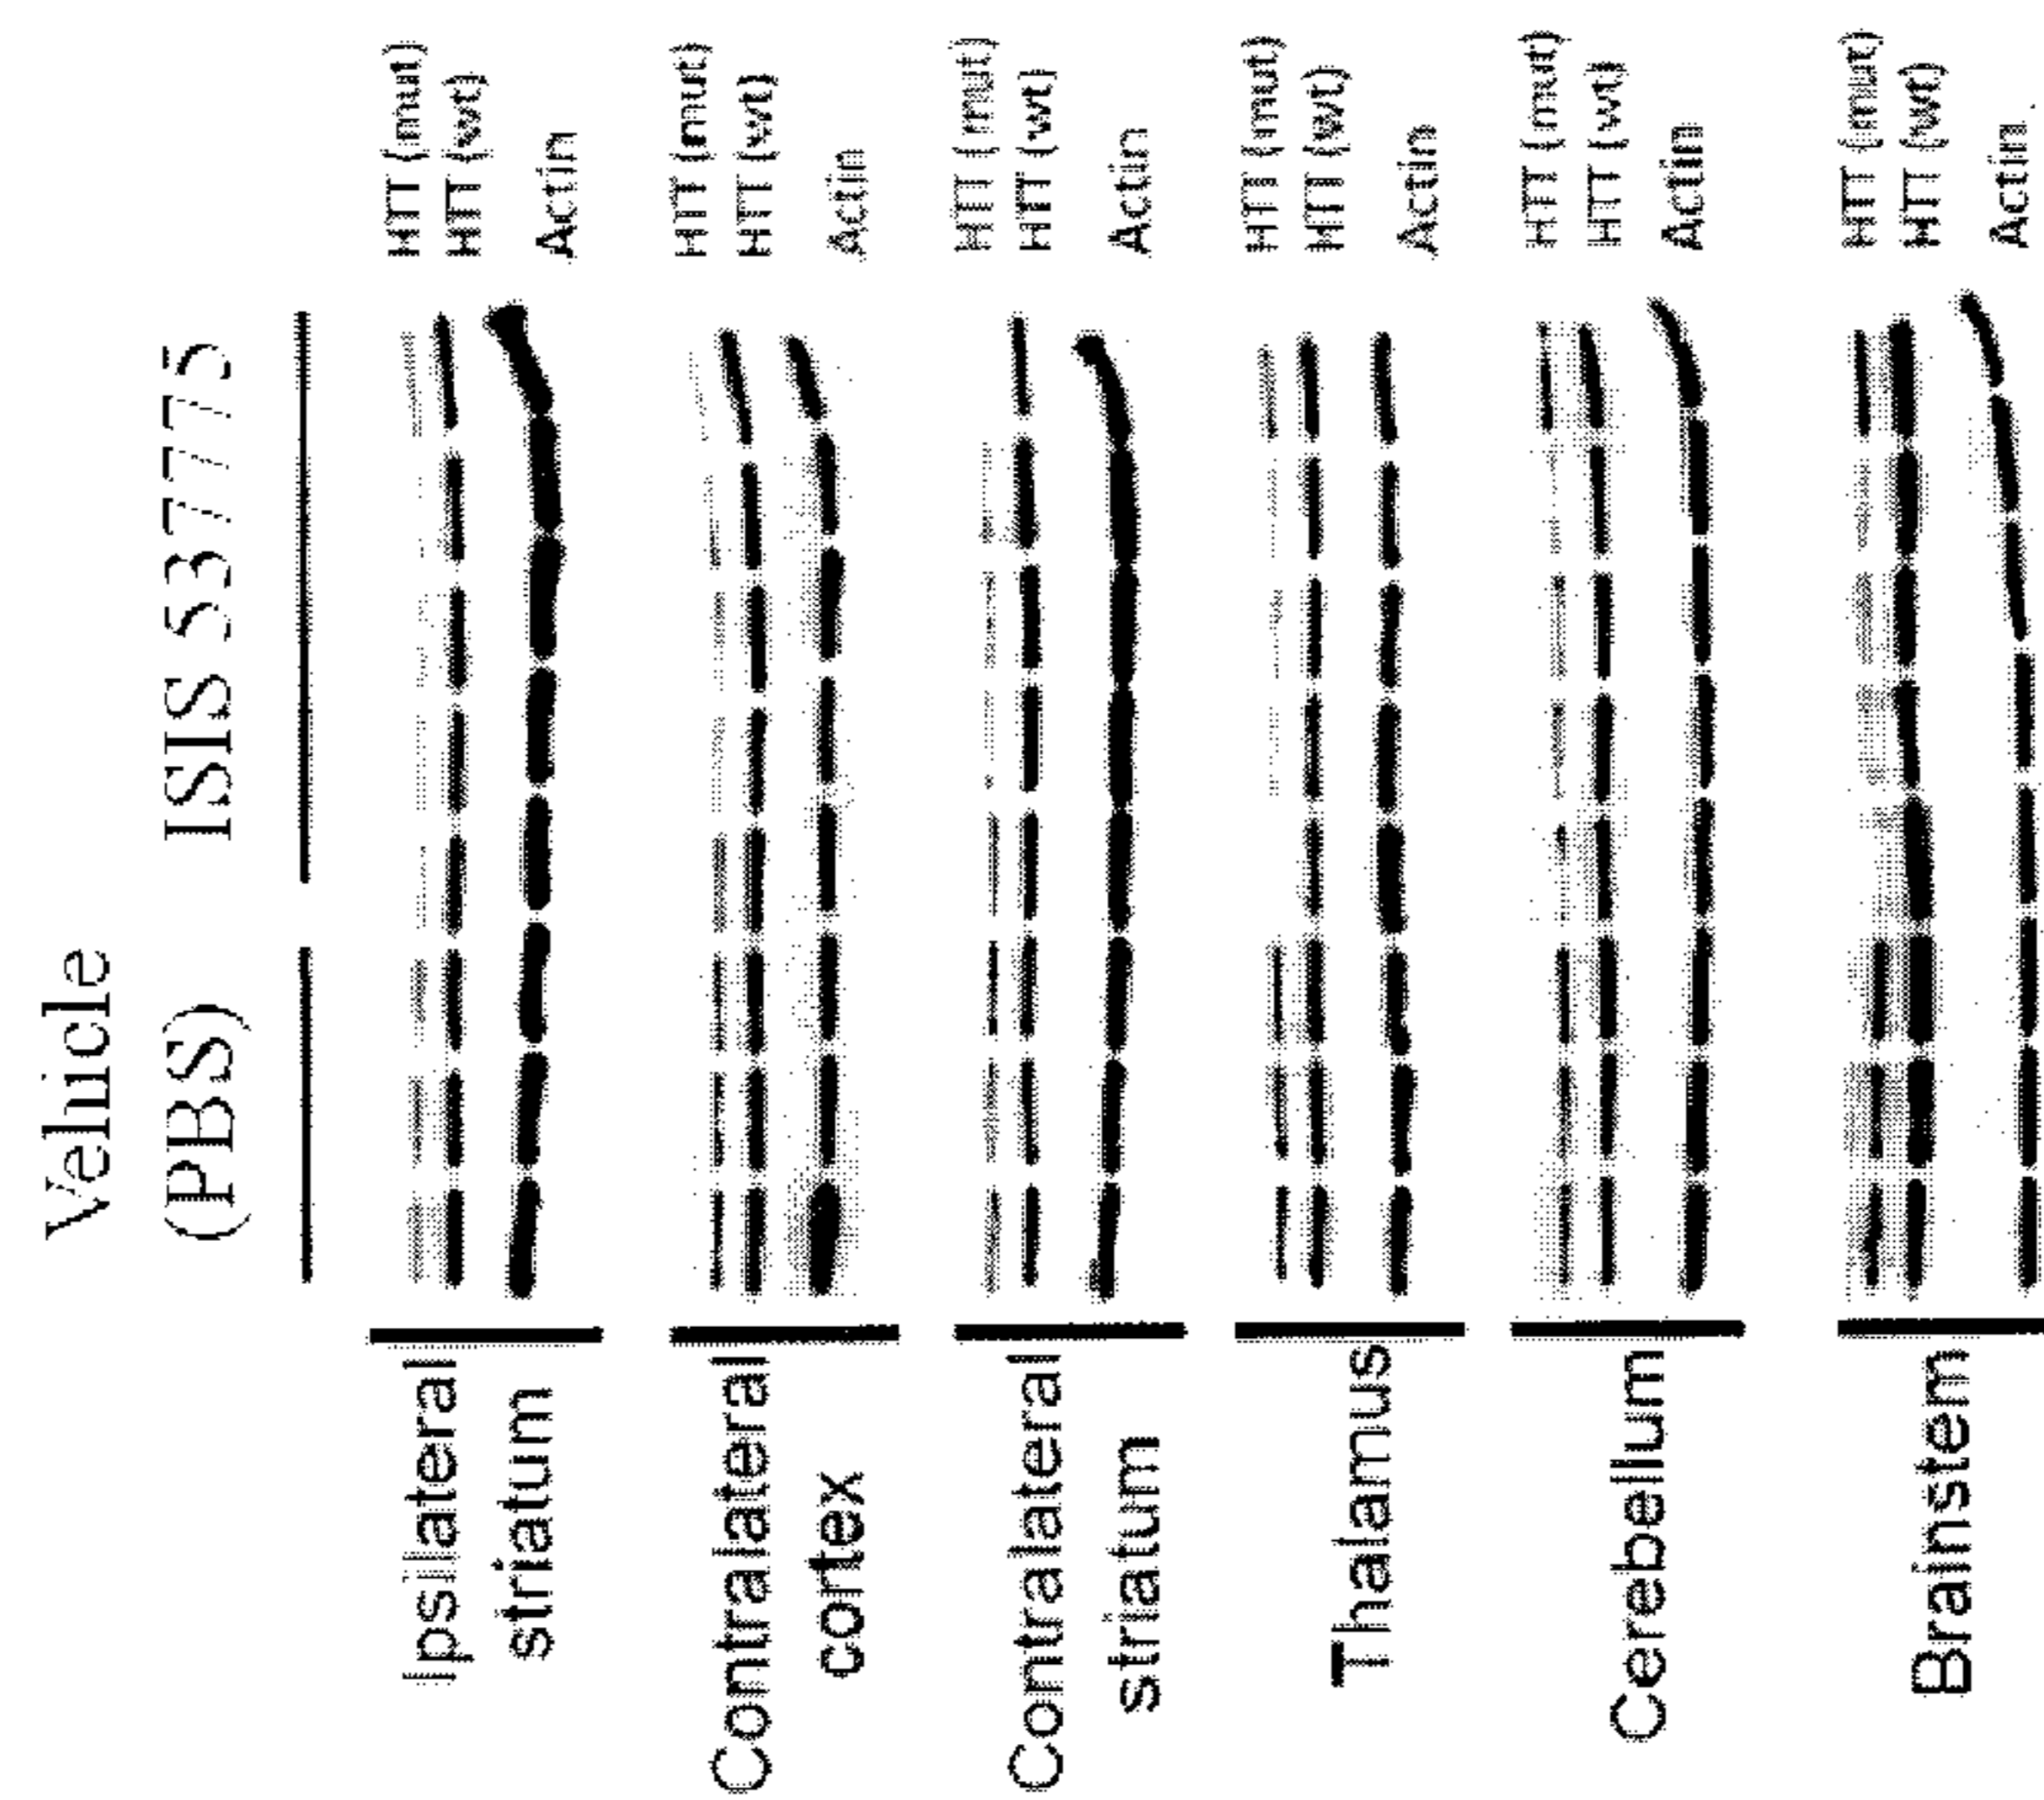 Vehicle
(PBS)
ISIS 537775
Ipsilateral
striatum
HTT (mut)
HTT (wt)
Actin
Contralateral
cortex
HTT (mut)
HTT (wt)
Actin
Contralateral
striatum
HTT (mut)
HTT (wt)
Actin
Thalamus
HTT (mut)
HTT (wt)
Actin
Cerebellum
HTT (mut)
HTT (wt)
Actin
Brainstem
HTT (mut)
HTT (wt)
Actin